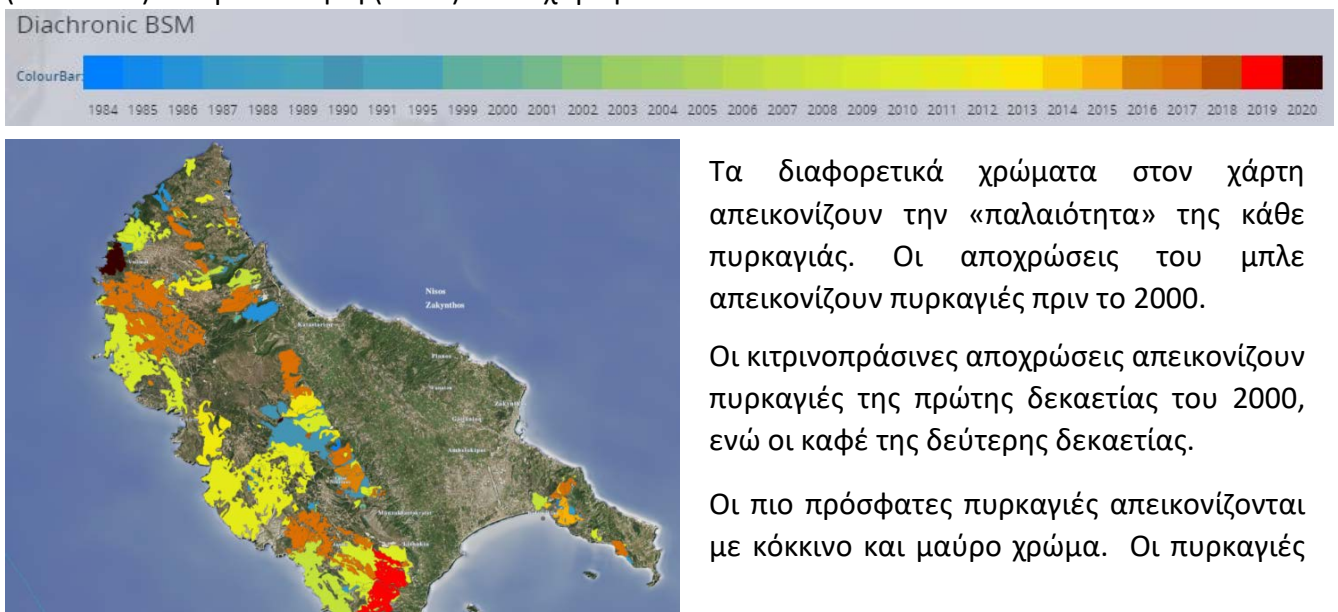 Diachronic BSM
ColourBar:
1984 1985 1986 1987 1988 1989 1990 1991 1995 1999 2000 2001 2002 2003 2004 2005 2006 2007 2008 2009 2010 2011 2012 2013 2014 2015 2016 2017 2018 2019 2020
Nisos
Zakynthos
Τα διαφορετικά χρώματα στον χάρτη
απεικονίζουν την «παλαιότητα» της κάθε
πυρκαγιάς. Οι αποχρώσεις του μπλε
απεικονίζουν πυρκαγιές πριν το 2000.
Οι κιτρινοπράσινες αποχρώσεις απεικονίζουν
πυρκαγιές της πρώτης δεκαετίας του 2000,
ενώ οι καφέ της δεύτερης δεκαετίας.
Οι πιο πρόσφατες πυρκαγιές απεικονίζονται
με κόκκινο και μαύρο χρώμα. Οι πυρκαγιές